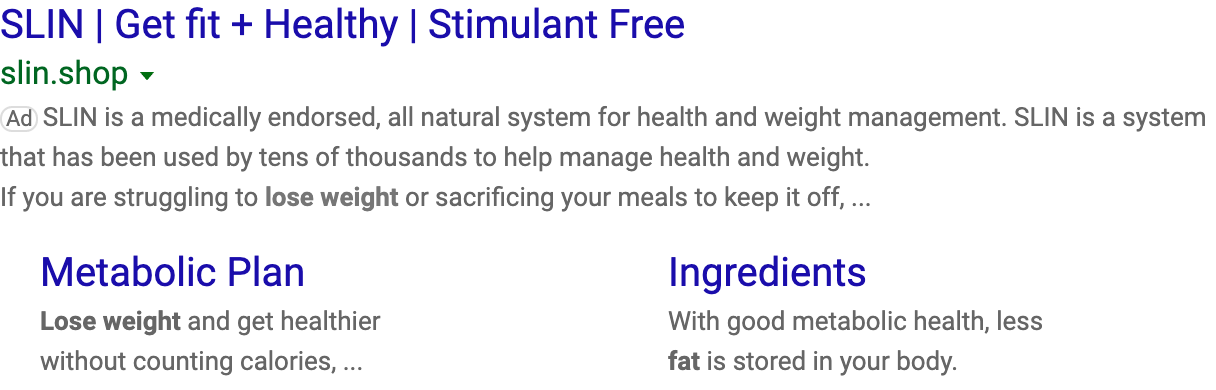 SLIN | Get fit + Healthy | Stimulant Free
slin.shop
Ad SLIN is a medically endorsed, all natural system for health and weight management. SLIN is a system
that has been used by tens of thousands to help manage health and weight.
If you are struggling to lose weight or sacrificing your meals to keep it off, ...
Metabolic Plan
Lose weight and get healthier
without counting calories, ...
Ingredients
With good metabolic health, less
fat is stored in your body.